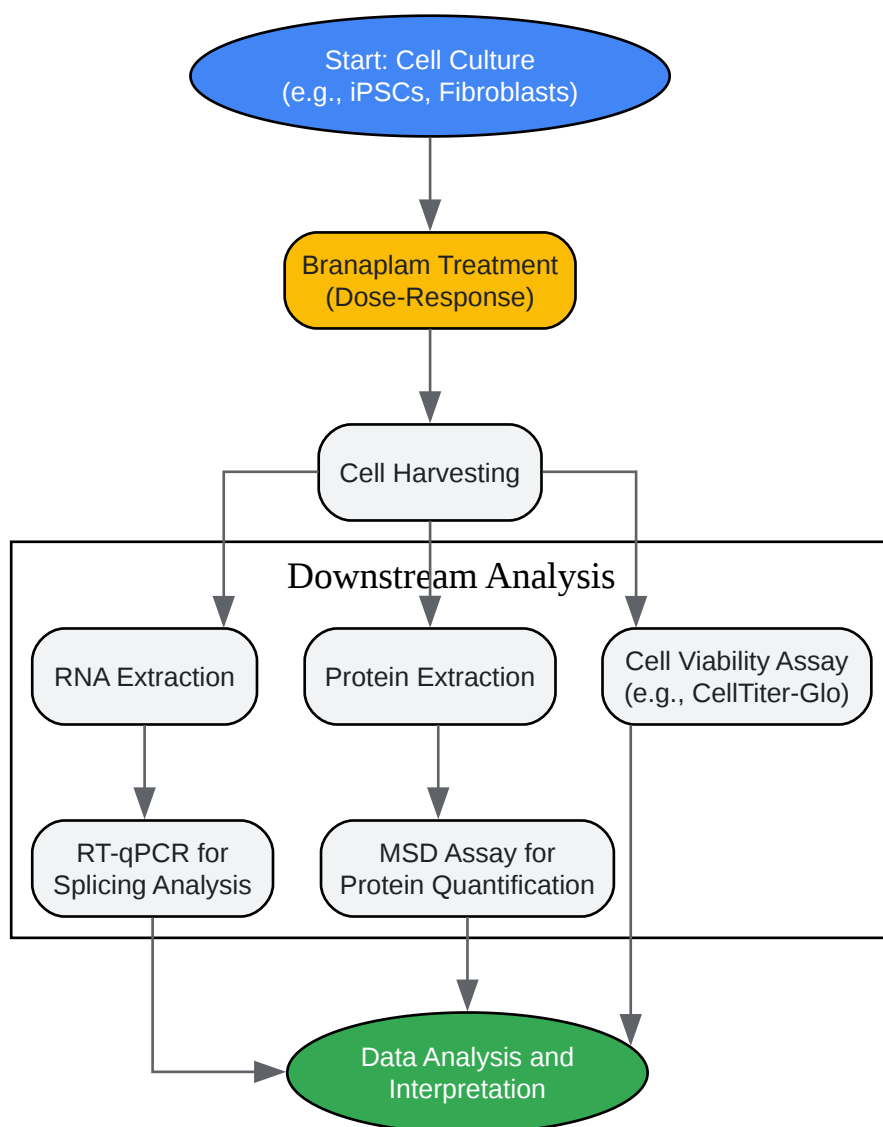 Start: Cell Culture
(e.g., iPSCs, Fibroblasts)
Branaplam Treatment
(Dose-Response)
Cell Harvesting
Downstream Analysis
RNA Extraction
Protein Extraction
Cell Viability Assay
(e.g., CellTiter-Glo)
RT-qPCR for
Splicing Analysis
MSD Assay for
Protein Quantification
Data Analysis and
Interpretation